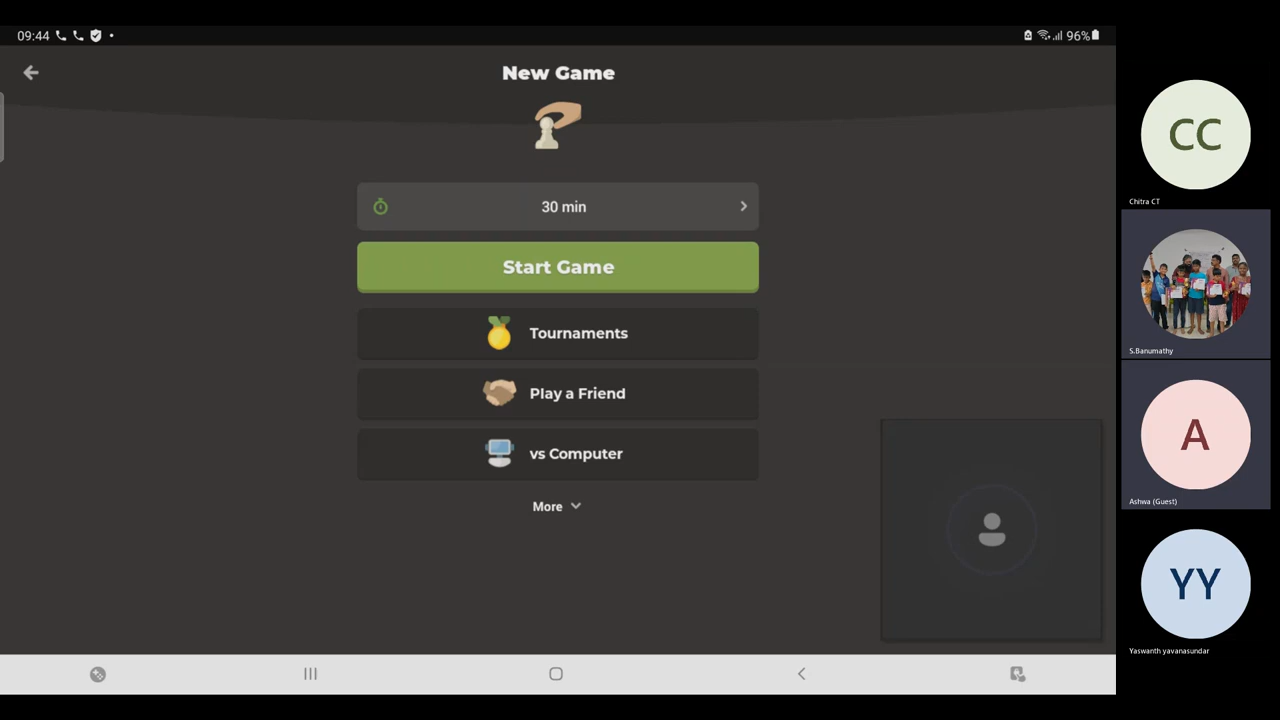 09:44
96%
New Game
30 min
Start Game
Tournaments
Play a Friend
vs Computer
More
CC
Chitra CT
S.Banumathy
A
Ashwa (Guest)
YY
Yaswanth yavanasundar